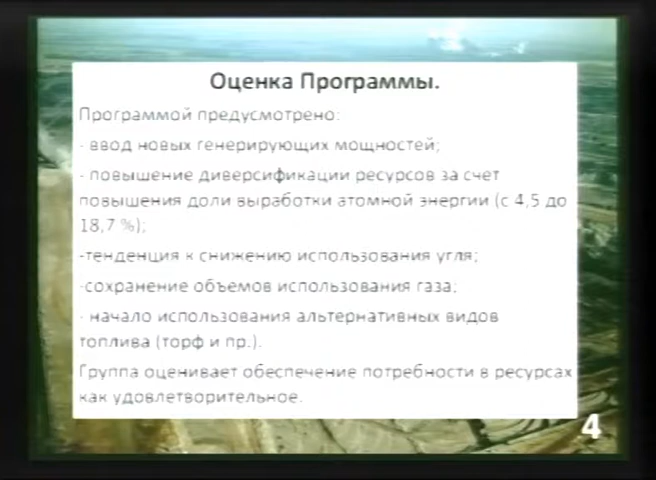 Оценка Программы.
Программой предусмотрено:
- ввод новых генерирующих мощностей;
- повышение диверсификации ресурсов за счет
повышения доли выработки атомной энергии (с 4,5 до
18,7 %);
-тенденция к снижению использования угля;
-сохранение объемов использования газа;
- начало использования альтернативных видов
топлива (торф и пр.).
Группа оценивает обеспечение потребности в ресурсах
как удовлетворительное.
4